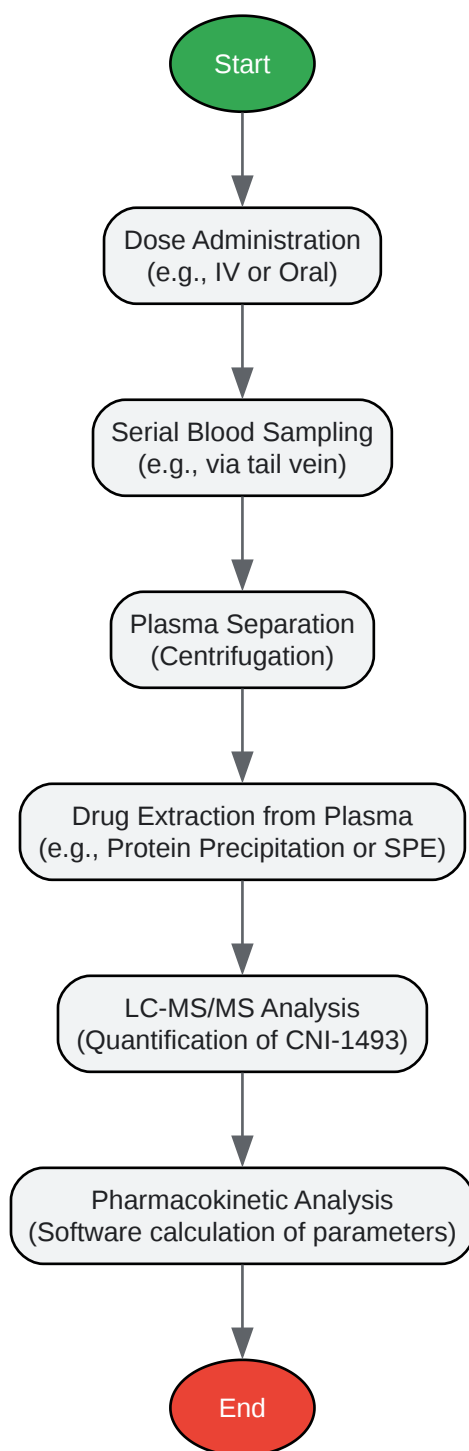 Start
Dose Administration
(e.g., IV or Oral)
Serial Blood Sampling
(e.g., via tail vein)
Plasma Separation
(Centrifugation)
Drug Extraction from Plasma
(e.g., Protein Precipitation or SPE)
LC-MS/MS Analysis
(Quantification of CNI-1493)
Pharmacokinetic Analysis
(Software calculation of parameters)
End